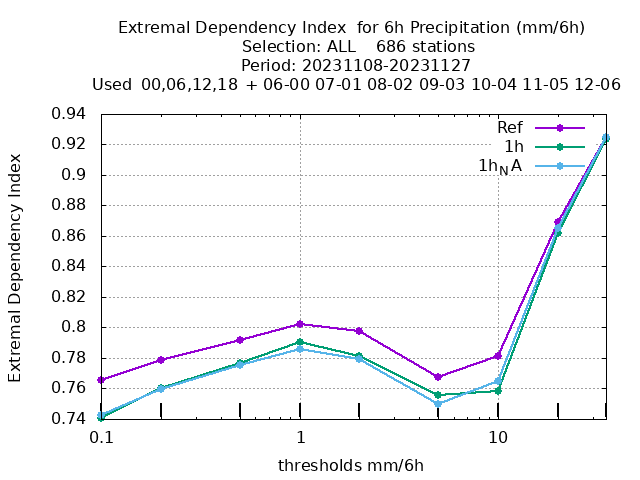 Extremal Dependency Index  for 6h Precipitation (mm/6h)
Selection: ALL    686 stations
Period: 20231108-20231127
Used  00,06,12,18  + 06-00 07-01 08-02 09-03 10-04 11-05 12-06
Ref
1h
1h_NA
Extremal Dependency Index
0.94
0.92
0.9
0.88
0.86
0.84
0.82
0.8
0.78
0.76
0.74
0.1
1
10
thresholds mm/6h